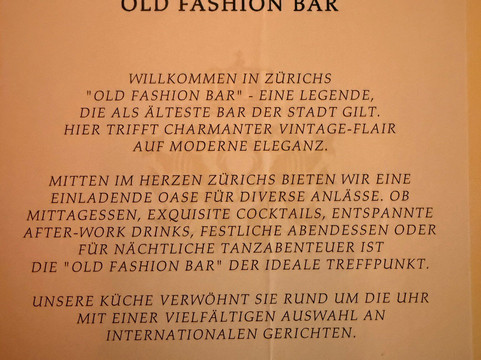 OLD FASHION BAR
WILLKOMMEN IN ZÜRICHS
"OLD FASHION BAR" - EINE LEGENDE,
DIE ALS ÄLTESTE BAR DER STADT GILT.
HIER TRIFFT CHARMANTER VINTAGE-FLAIR
AUF MODERNE ELEGANZ.
MITTEN IM HERZEN ZÜRICHS BIETEN WIR EINE
EINLADENDE OASE FÜR DIVERSE ANLÄSSE. OB
MITTAGESSEN, EXQUISITE COCKTAILS, ENTSPANNTE
AFTER-WORK DRINKS, FESTLICHE ABENDESSEN ODER
FÜR NÄCHTLICHE TANZABENTEUER IST
DIE "OLD FASHION BAR" DER IDEALE TREFFPUNKT.
UNSERE KÜCHE VERWÖHNT SIE RUND UM DIE UHR
MIT EINER VIELFÄLTIGEN AUSWAHL AN
INTERNATIONALEN GERICHTEN.